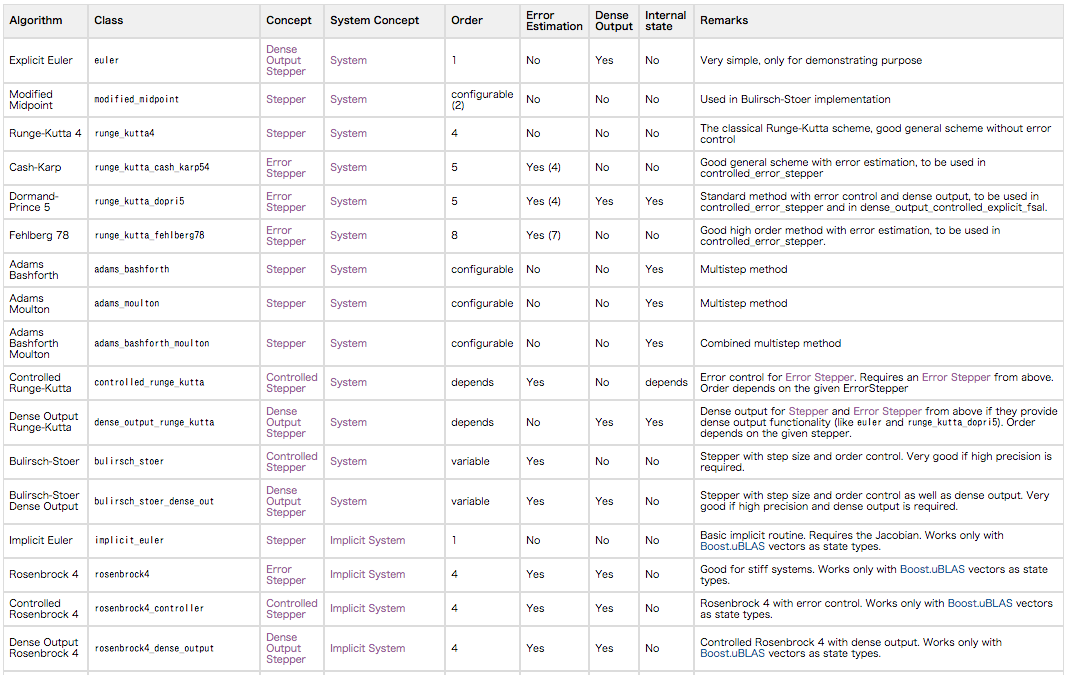 Algorithm Class Concept System Concept Order Error Estimation Dense Output Internal state Remarks
Explicit Euler euler Dense Output Stepper System 1 No Yes No Very simple, only for demonstrating purpose
Modified Midpoint modified_midpoint Stepper System configurable (2) No No No Used in Bulirsch-Stoer implementation
Runge-Kutta 4 runge_kutta4 Stepper System 4 No No No The classical Runge-Kutta scheme, good general scheme without error control
Cash-Karp runge_kutta_cash_karp54 Error Stepper System 5 Yes (4) No No Good general scheme with error estimation, to be used in controlled_error_stepper
Dormand-Prince 5 runge_kutta_dopri5 Error Stepper System 5 Yes (4) Yes Yes Standard method with error control and dense output, to be used in controlled_error_stepper and in dense_output_controlled_explicit_fsal.
Fehlberg 78 runge_kutta_fehlberg78 Error Stepper System 8 Yes (7) No No Good high order method with error estimation, to be used in controlled_error_stepper.
Adams Bashforth adams_bashforth Stepper System configurable No No Yes Multistep method
Adams Moulton adams_moulton Stepper System configurable No No Yes Multistep method
Adams Bashforth Moulton adams_bashforth_moulton Stepper System configurable No No Yes Combined multistep method
Controlled Runge-Kutta controlled_runge_kutta Controlled Stepper System depends Yes No depends Error control for Error Stepper. Requires an Error Stepper from above. Order depends on the given ErrorStepper
Dense Output Runge-Kutta dense_output_runge_kutta Dense Output Stepper System depends No Yes Yes Dense output for Stepper and Error Stepper from above if they provide dense output functionality (like euler and runge_kutta_dopri5). Order depends on the given stepper.
Bulirsch-Stoer bulirsch_stoer Controlled Stepper System variable Yes No No Stepper with step size and order control. Very good if high precision is required.
Bulirsch-Stoer Dense Output bulirsch_stoer_dense_out Dense Output Stepper System variable Yes Yes No Stepper with step size and order control as well as dense output. Very good if high precision and dense output is required.
Implicit Euler implicit_euler Stepper Implicit System 1 No No No Basic implicit routine. Requires the Jacobian. Works only with Boost.uBLAS vectors as state types.
Rosenbrock 4 rosenbrock4 Error Stepper Implicit System 4 Yes Yes No Good for stiff systems. Works only with Boost.uBLAS vectors as state types.
Controlled Rosenbrock 4 rosenbrock4_controller Controlled Stepper Implicit System 4 Yes Yes No Rosenbrock 4 with error control. Works only with Boost.uBLAS vectors as state types.
Dense Output Rosenbrock 4 rosenbrock4_dense_output Dense Output Stepper Implicit System 4 Yes Yes No Controlled Rosenbrock 4 with dense output. Works only with Boost.uBLAS vectors as state types.